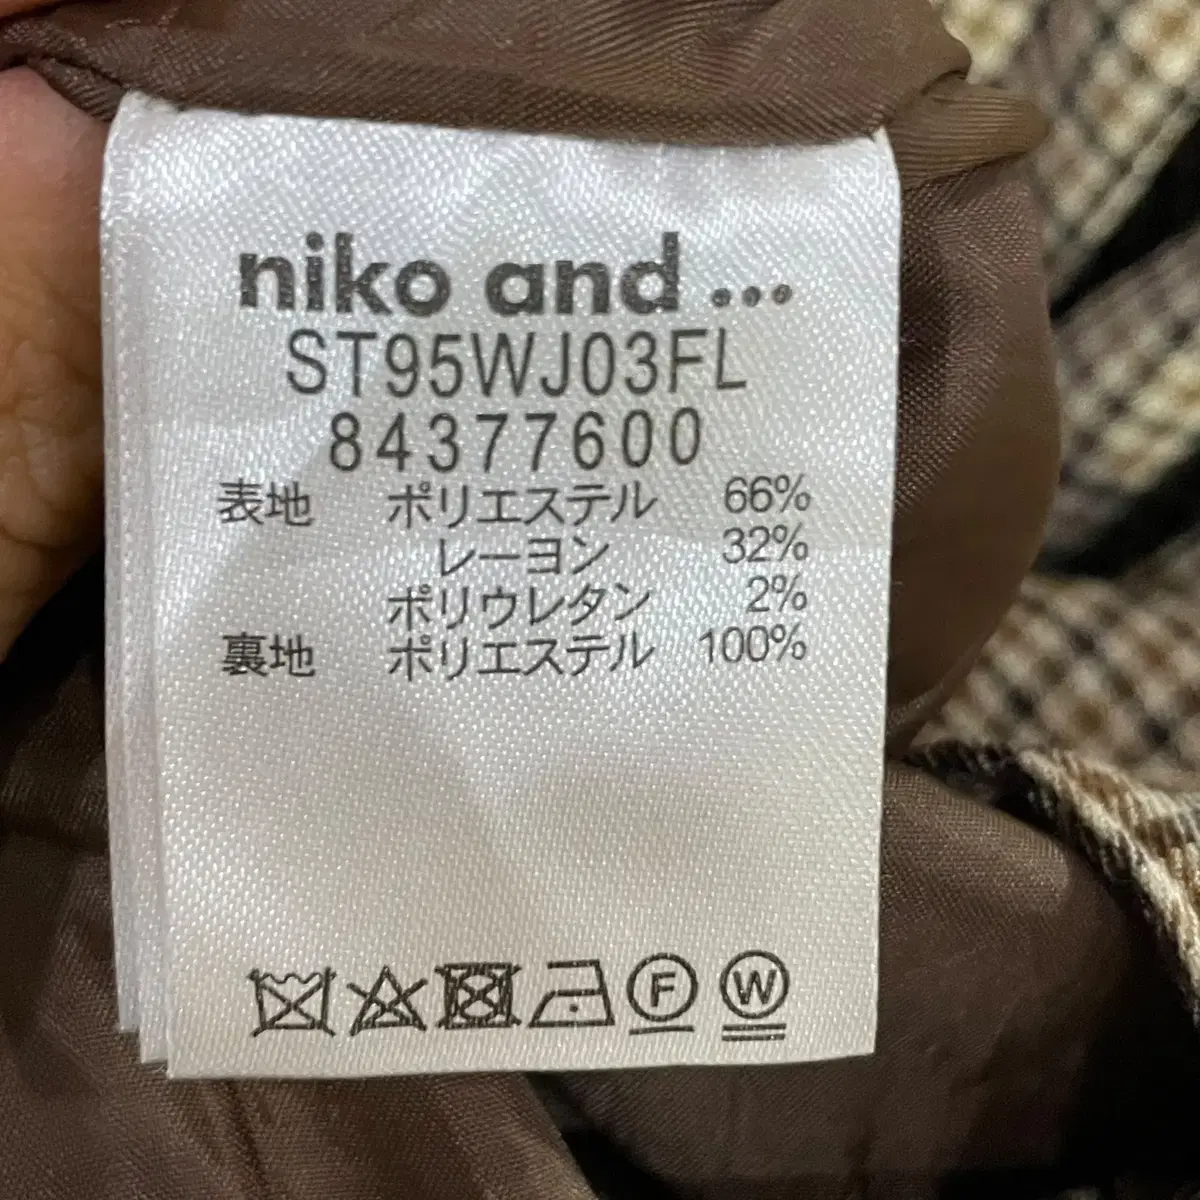 niko and ...
ST95WJ03FL
84377600
表地 ポリエステル 66%
レーヨン 32%
ポリウレタン 2%
裏地 ポリエステル 100%
F W